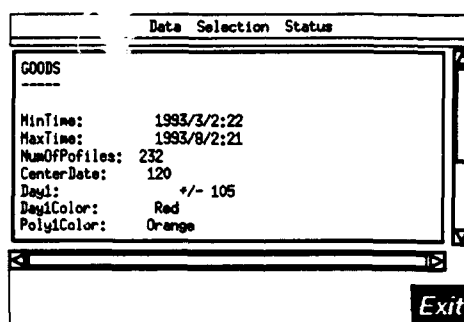 Data Selection Status
GOODS
-----
MinTime: 1993/3/2:22
MaxTime: 1993/8/2:21
NumOfPofiles: 232
CenterDate: 120
Day1: +/- 105
Day1Color: Red
Poly1Color: Orange
Exit